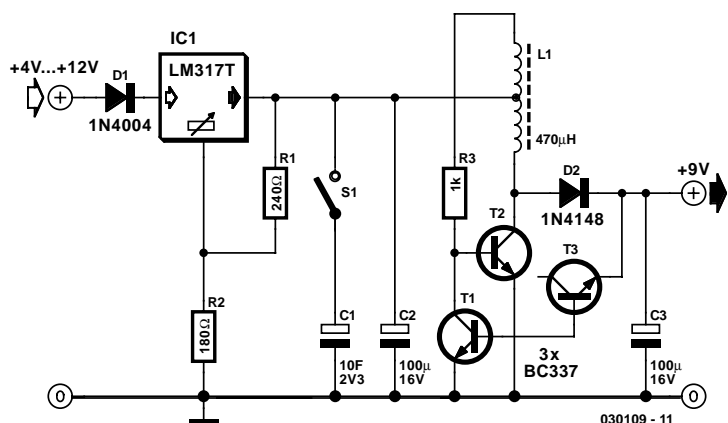 IC1
+4V...+12V
D1
LM317T
1N4004
L1
470µH
R1
240Ω
S1
R3
1k
D2
+9V
1N4148
T2
T3
R2
180Ω
T1
C1
10F
2V3
C2
100µ
16V
3x
BC337
C3
100µ
16V
0
0
030109 - 11